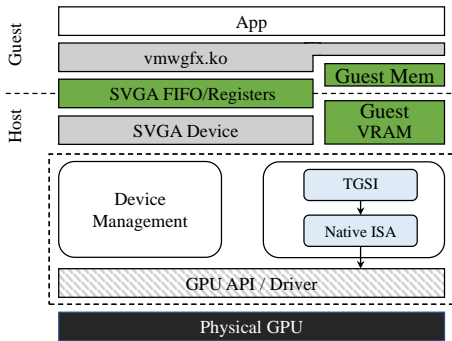 Guest
App
vmwgfx.ko
Guest Mem
SVGA FIFO/Registers
Host
Guest
VRAM
SVGA Device
Device
Management
TGSI
Native ISA
GPU API / Driver
Physical GPU